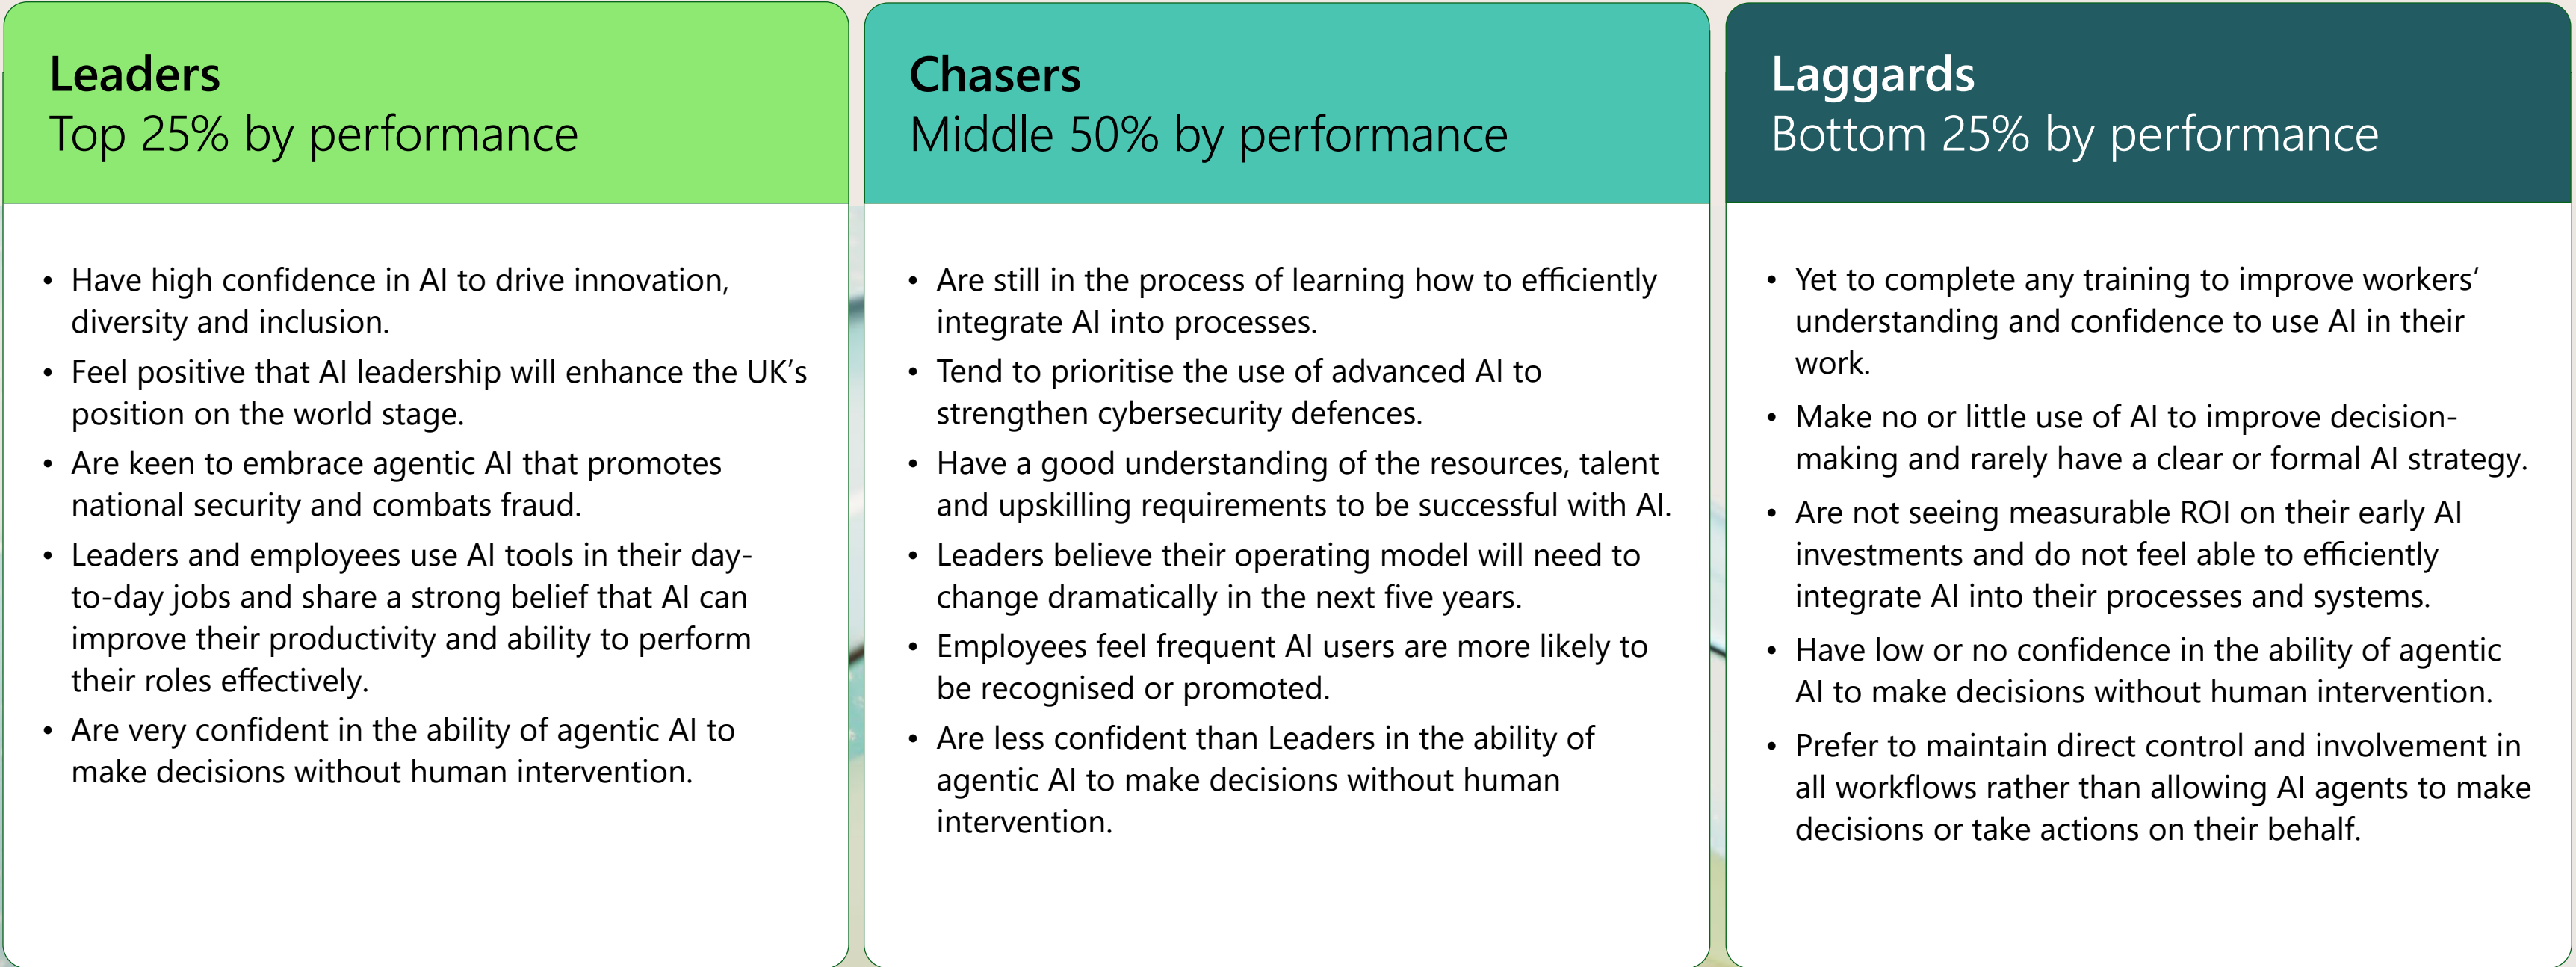 Leaders
Top 25% by performance
• Have high confidence in AI to drive innovation,
diversity and inclusion.
• Feel positive that AI leadership will enhance the UK’s
position on the world stage.
• Are keen to embrace agentic AI that promotes
national security and combats fraud.
• Leaders and employees use AI tools in their day-
to-day jobs and share a strong belief that AI can
improve their productivity and ability to perform
their roles effectively.
• Are very confident in the ability of agentic AI to
make decisions without human intervention.
Chasers
Middle 50% by performance
• Are still in the process of learning how to efficiently
integrate AI into processes.
• Tend to prioritise the use of advanced AI to
strengthen cybersecurity defences.
• Have a good understanding of the resources, talent
and upskilling requirements to be successful with AI.
• Leaders believe their operating model will need to
change dramatically in the next five years.
• Employees feel frequent AI users are more likely to
be recognised or promoted.
• Are less confident than Leaders in the ability of
agentic AI to make decisions without human
intervention.
Laggards
Bottom 25% by performance
• Yet to complete any training to improve workers’
understanding and confidence to use AI in their
work.
• Make no or little use of AI to improve decision-
making and rarely have a clear or formal AI strategy.
• Are not seeing measurable ROI on their early AI
investments and do not feel able to efficiently
integrate AI into their processes and systems.
• Have low or no confidence in the ability of agentic
AI to make decisions without human intervention.
• Prefer to maintain direct control and involvement in
all workflows rather than allowing AI agents to make
decisions or take actions on their behalf.